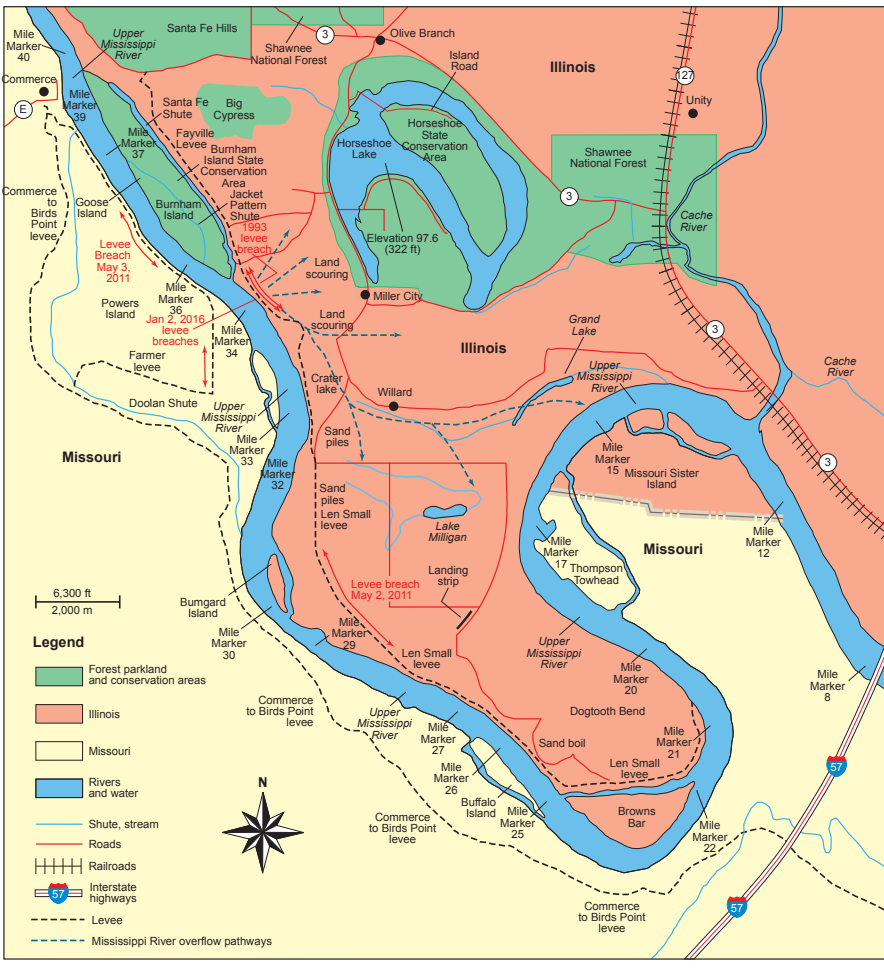 Mile
Marker
40
Upper
Mississippi
River
Santa Fe Hills
Shawnee
National Forest
3
Olive Branch
Island
Road
Illinois
127
Unity
Commerce
E
Mile
Marker
39
Santa Fe
Shute
Big
Cypress
Fayville
Levee
Mile
Marker
37
Burnham
Island State
Conservation
Area
Jacket
Pattern
Shute
Horseshoe
Lake
Horseshoe
State
Conservation
Area
Shawnee
National Forest
3
Cache
River
Commerce
to
Birds Point
levee
Goose
Island
Burnham
Island
1993
levee
breach
Elevation 97.6
(322 ft)
Levee
Breach
May 3,
2011
Land
scouring
Miller City
Powers
Island
Mile
Marker
36
Jan 2, 2016
levee
breaches
Mile
Marker
34
Land
scouring
Grand
Lake
Illinois
3
Farmer
levee
Upper
Mississippi
River
Cache
River
Crater
lake
Willard
Doolan Shute
Upper
Mississippi
River
Mile
Marker
33
Sand
piles
Mile
Marker
15
Missouri
Mile
Marker
32
Missouri Sister
Island
3
Sand
piles
Len Small
levee
Lake
Milligan
Mile
Marker
12
Mile
Marker
17
Missouri
Thompson
Towhead
6,300 ft
2,000 m
Bumgard
Island
Levee breach
May 2, 2011
Landing
strip
Mile
Marker
30
Mile
Marker
29
Len Small
levee
Upper
Mississippi
River
Mile
Marker
20
Mile
Marker
8
Commerce
to Birds Point
levee
Upper
Mississippi
River
Mile
Marker
27
Dogtooth Bend
Mile
Marker
21
Sand boil
Len Small
levee
57
Mile
Marker
26
Buffalo
Island
Mile
Marker
25
Browns
Bar
Mile
Marker
22
Commerce
to Birds Point
levee
Commerce
to Birds Point
levee
57
N
Legend
Forest parkland
and conservation areas
Illinois
Missouri
Rivers
and water
Shute, stream
Roads
Railroads
57
Interstate
highways
Levee
Mississippi River overflow pathways